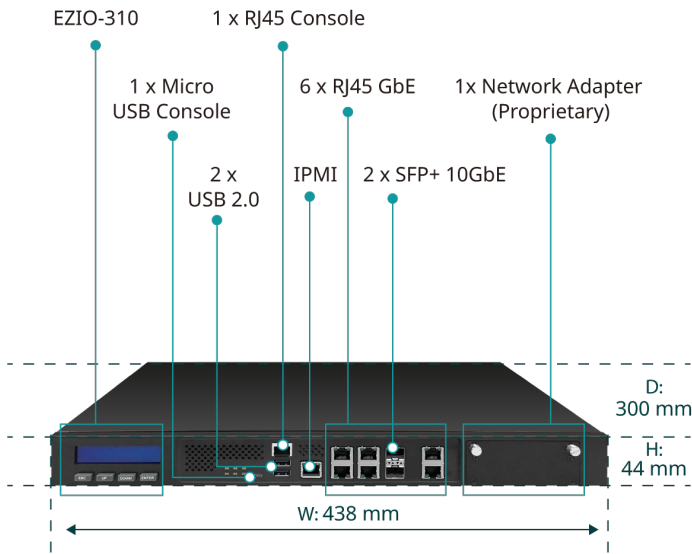 EZIO-310
1 x RJ45 Console
1 x Micro
USB Console
6 x RJ45 GbE
1x Network Adapter
(Proprietary)
2 x
USB 2.0
IPMI
2 x SFP+ 10GbE
D:
300 mm
H:
44 mm
ESC
UP
DOWN
ENTER
W: 438 mm